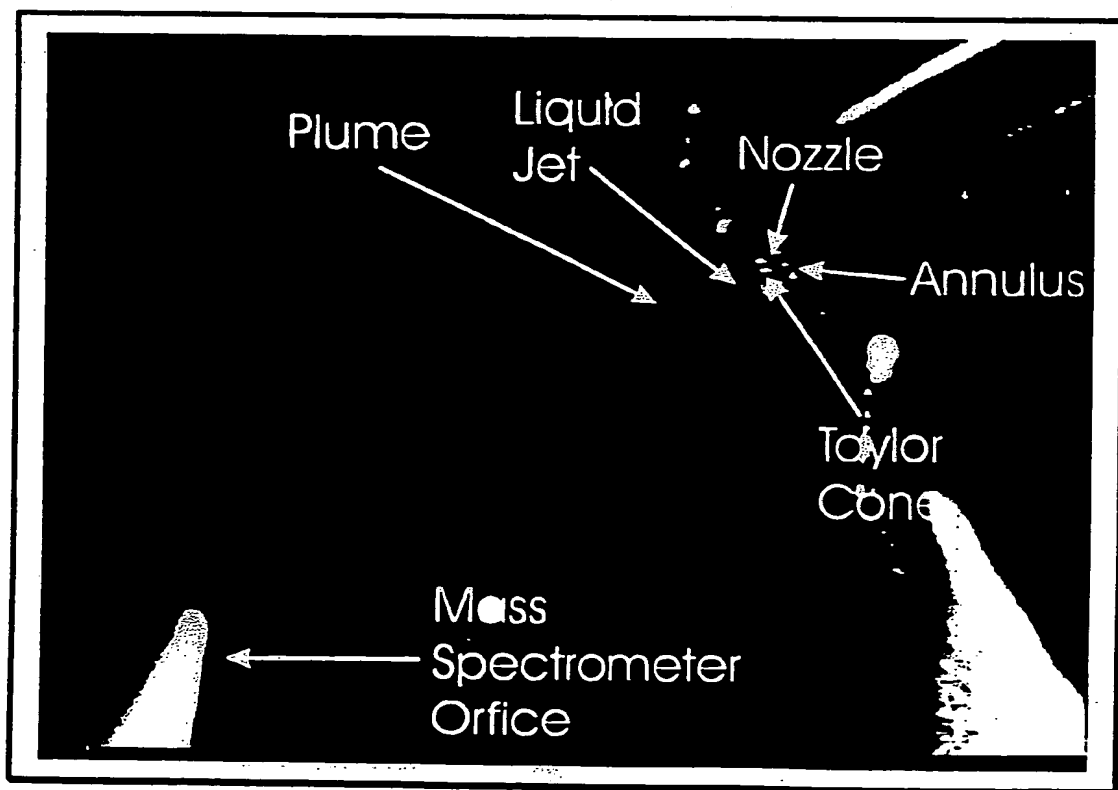 Plume
Liquid
Jet
Nozzle
Annulus
Taylor
Cone
Mass
Spectrometer
Orfice